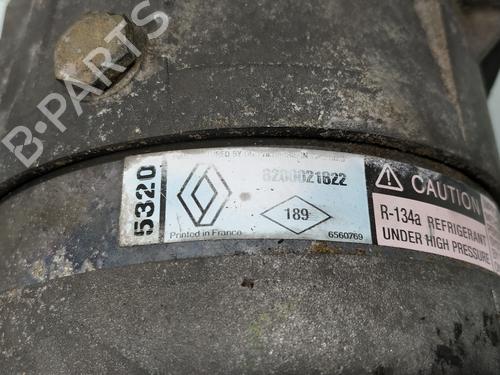 B-PARTS
5320
8200021822
189
Printed in France
6560769
CAUTION
R-134a REFRIGERANT
UNDER HIGH PRESSURE